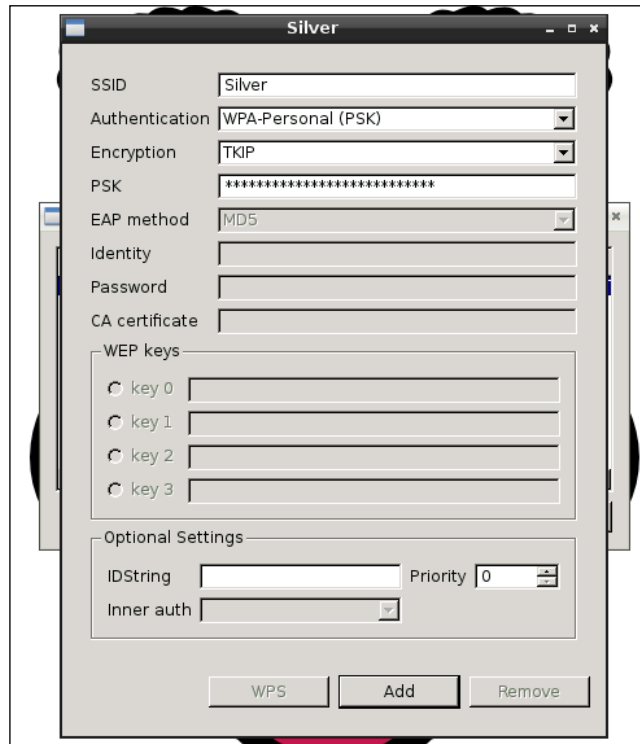 Silver
SSID Silver
Authentication WPA-Personal (PSK)
Encryption TKIP
PSK ***************************
EAP method MD5
Identity
Password
CA certificate
WEP keys
key 0
key 1
key 2
key 3
Optional Settings
IDString Priority 0
Inner auth
WPS Add Remove